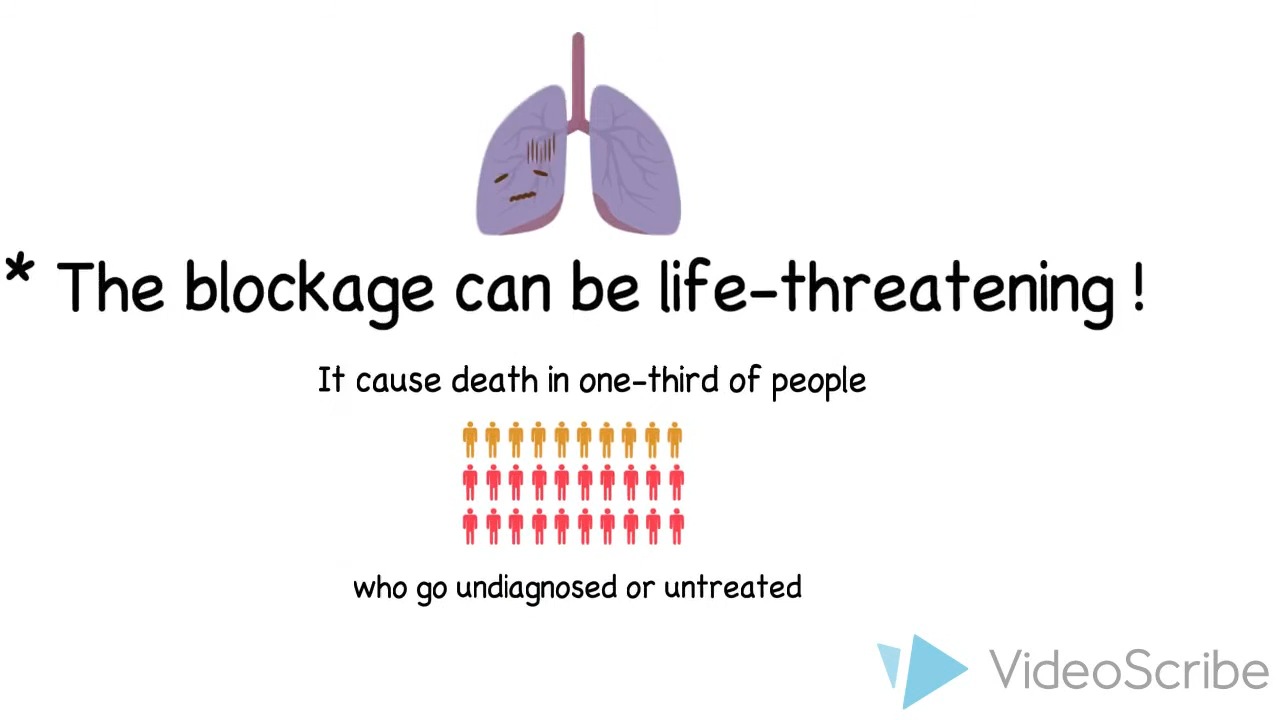 * The blockage can be life-threatening !
It cause death in one-third of people
who go undiagnosed or untreated
VideoScribe